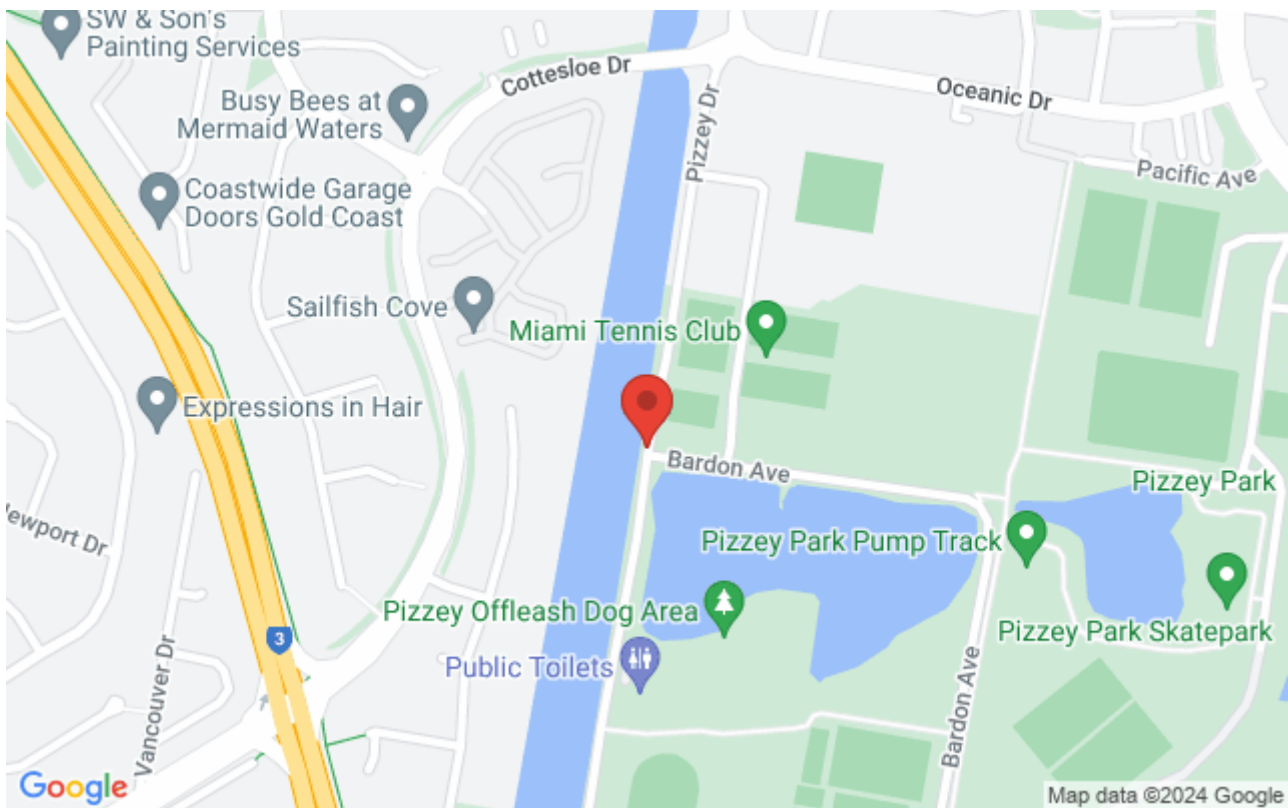 SW & Son's
Painting Services
Cottesloe Dr
Busy Bees at
Mermaid Waters
Oceanic Dr
Pizzey Dr
Pacific Ave
Coastwide Garage
Doors Gold Coast
Sailfish Cove
Miami Tennis Club
Expressions in Hair
Bardon Ave
Pizzey Park
Newport Dr
Pizzey Park Pump Track
Pizzey Offleash Dog Area
Pizzey Park Skatepark
3
Public Toilets
Vancouver Dr
Bardon Ave
Google
Map data ©2024 Google